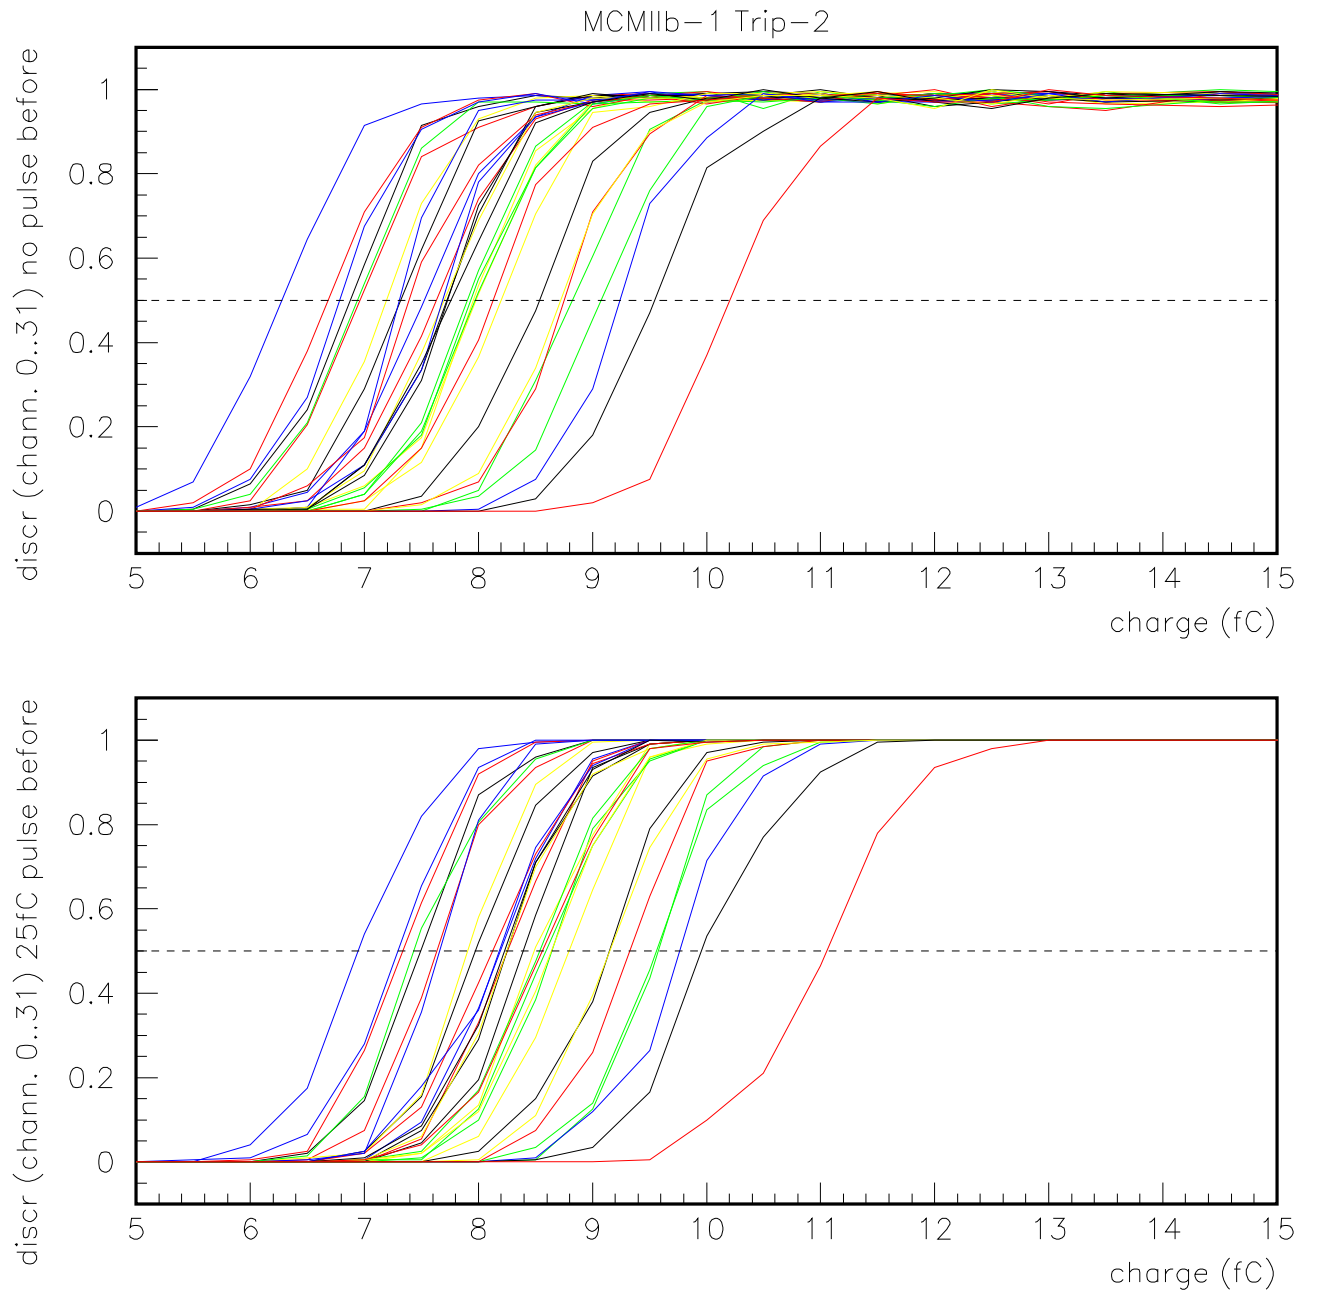 MCMIIb-1 Trip-2
discr (chann. 0..31) no pulse before
1
0.8
0.6
0.4
0.2
0
5 6 7 8 9 10 11 12 13 14 15
charge (fC)
discr (chann. 0..31) 25fC pulse before
1
0.8
0.6
0.4
0.2
0
5 6 7 8 9 10 11 12 13 14 15
charge (fC)